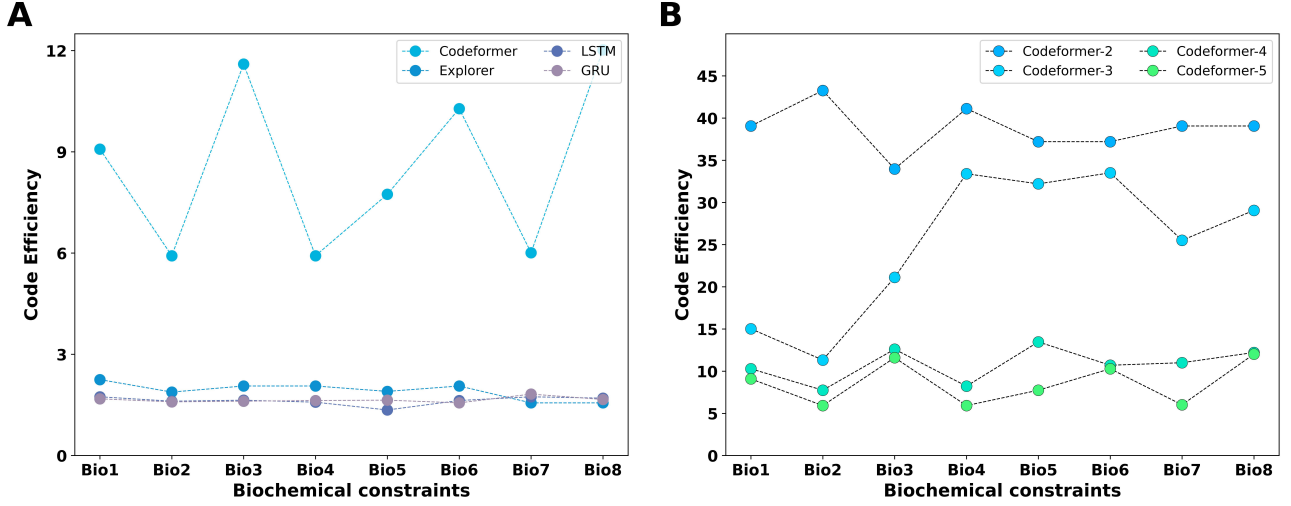 A
Code Efficiency
12
9
6
3
0
Codeformer
Explorer
LSTM
GRU
Bio1 Bio2 Bio3 Bio4 Bio5 Bio6 Bio7 Bio8
Biochemical constraints
B
Code Efficiency
45
40
35
30
25
20
15
10
5
0
Codeformer-2
Codeformer-3
Codeformer-4
Codeformer-5
Bio1 Bio2 Bio3 Bio4 Bio5 Bio6 Bio7 Bio8
Biochemical constraints